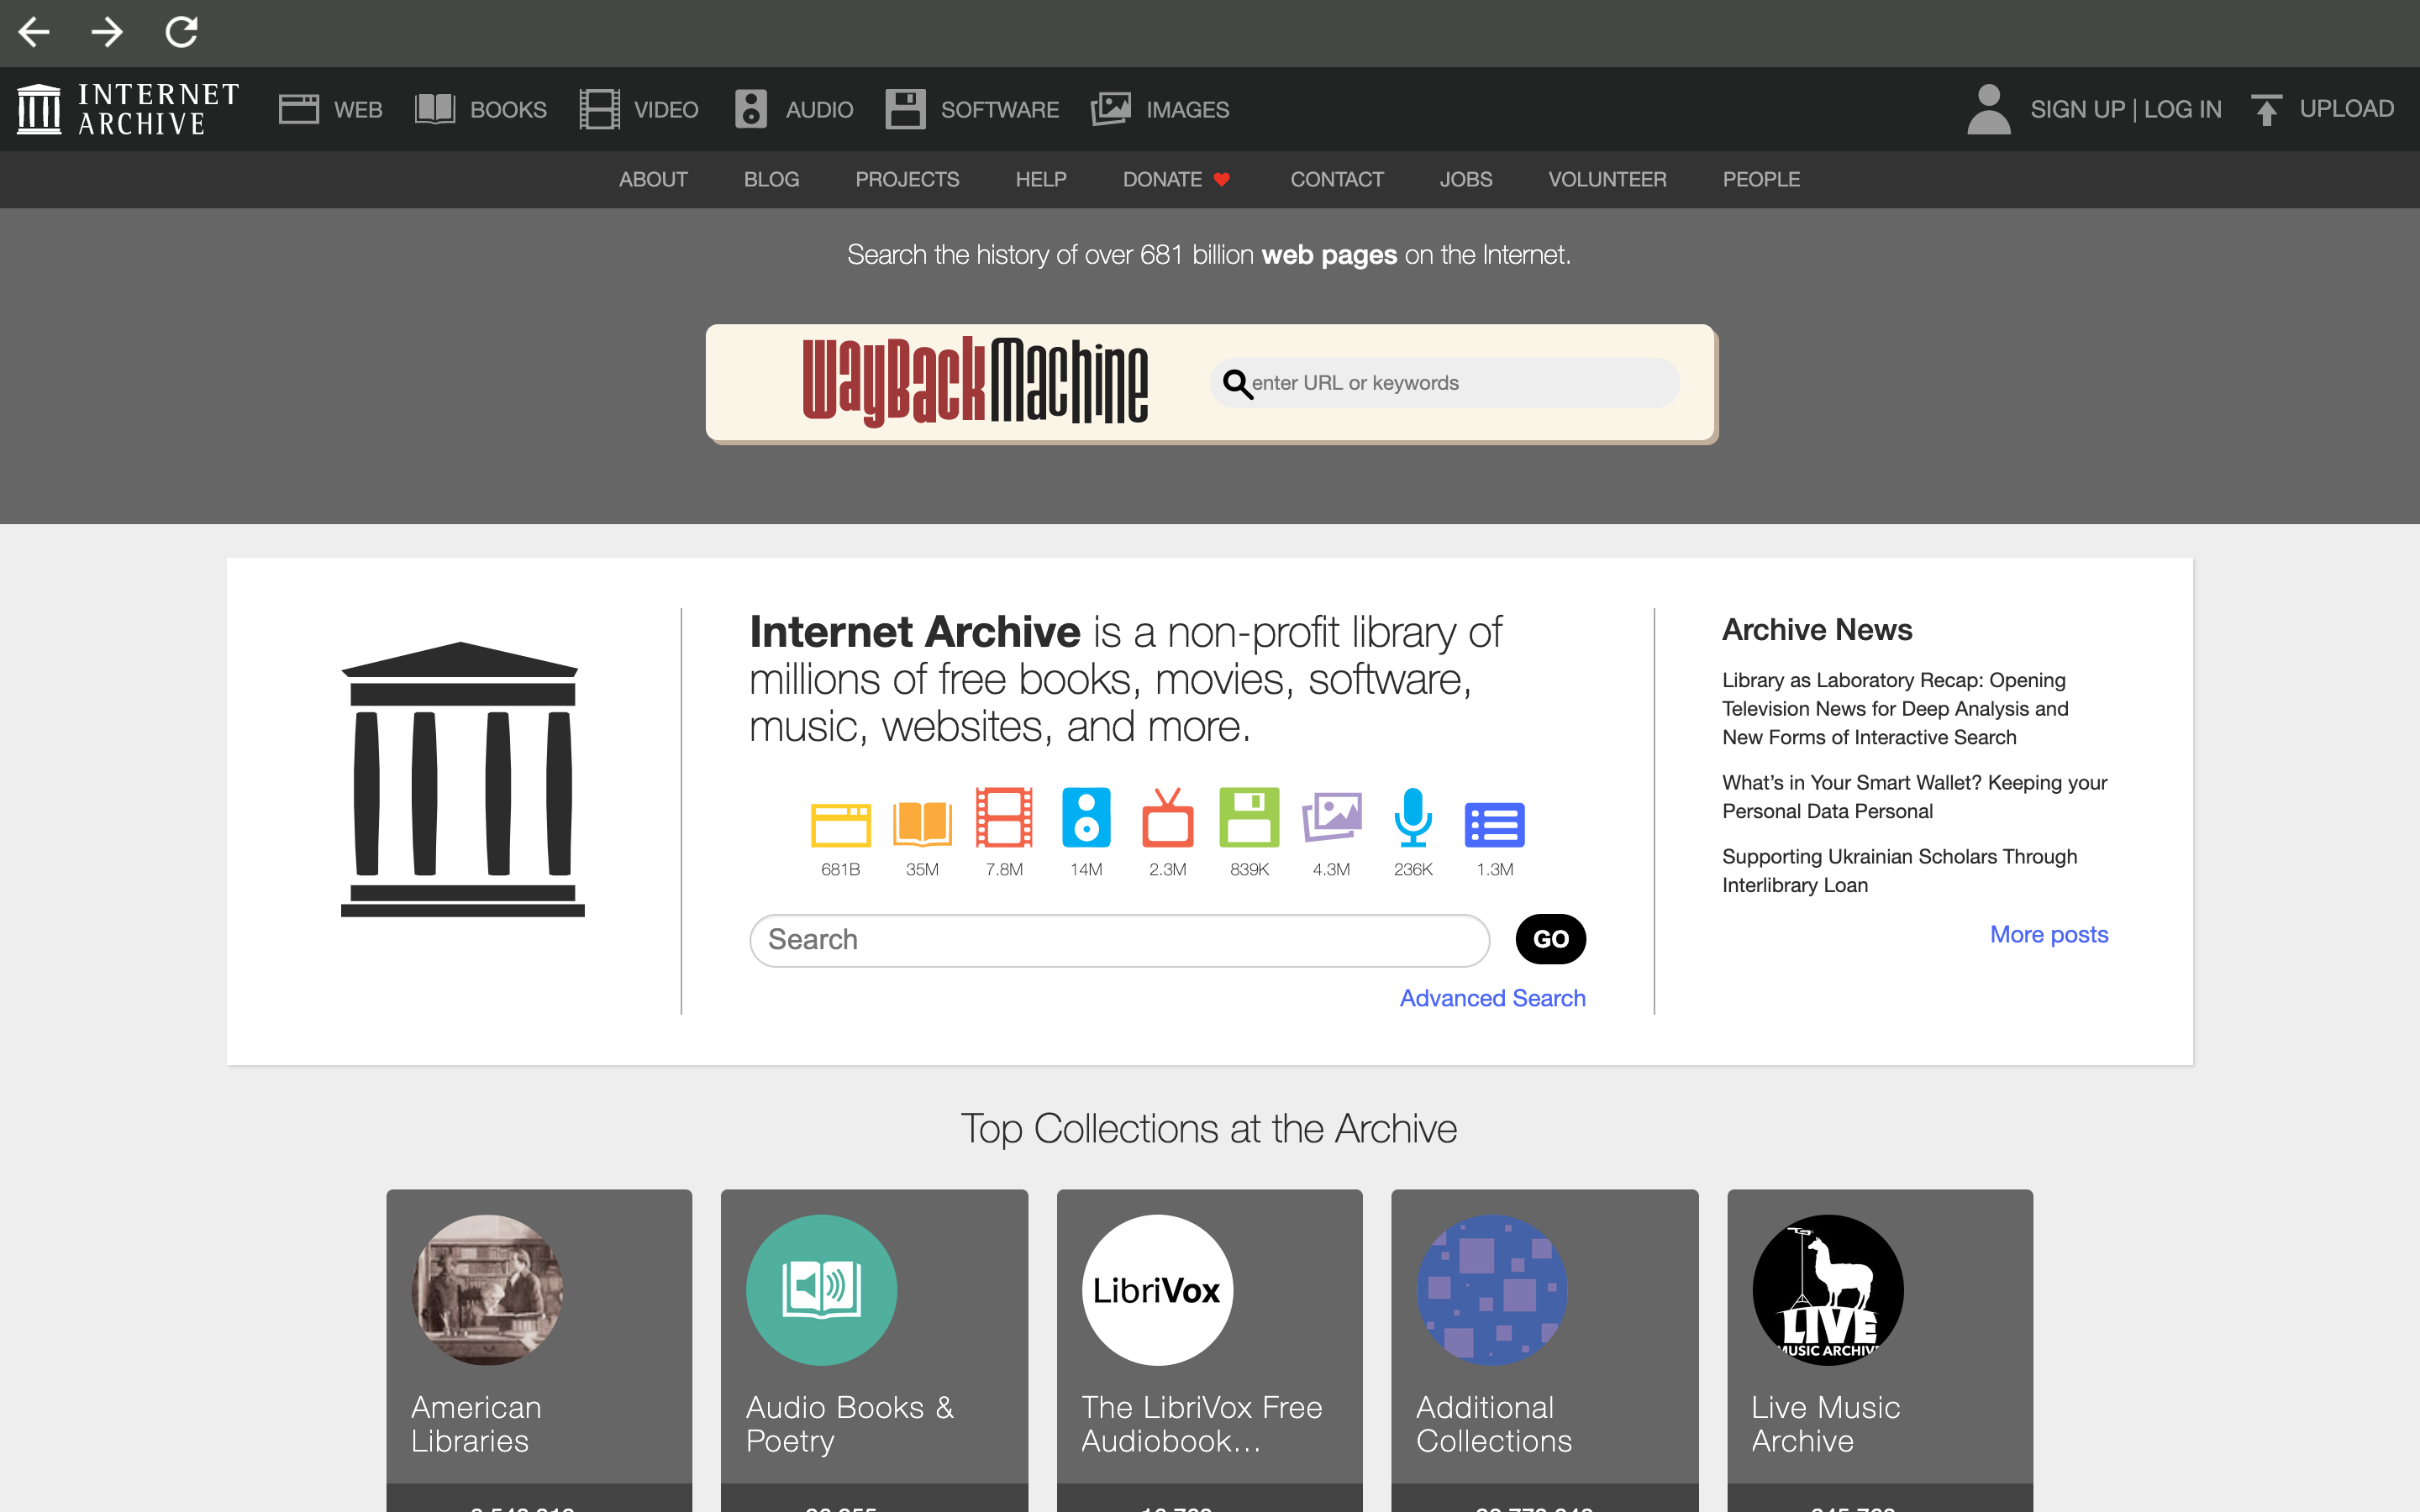 INTERNET
ARCHIVE
WEB
BOOKS
VIDEO
AUDIO
SOFTWARE
IMAGES
SIGN UP | LOG IN
UPLOAD
ABOUT
BLOG
PROJECTS
HELP
DONATE
CONTACT
JOBS
VOLUNTEER
PEOPLE
Search the history of over 681 billion web pages on the Internet.
WayBackMachine
enter URL or keywords
Internet Archive is a non-profit library of
millions of free books, movies, software,
music, websites, and more.
681B
35M
7.8M
14M
2.3M
839K
4.3M
236K
1.3M
Search
GO
Advanced Search
Archive News
Library as Laboratory Recap: Opening
Television News for Deep Analysis and
New Forms of Interactive Search
What’s in Your Smart Wallet? Keeping your
Personal Data Personal
Supporting Ukrainian Scholars Through
Interlibrary Loan
More posts
Top Collections at the Archive
American
Libraries
Audio Books &
Poetry
LibriVox
The LibriVox Free
Audiobook...
Additional
Collections
LIVE
MUSIC ARCHIVE
Live Music
Archive